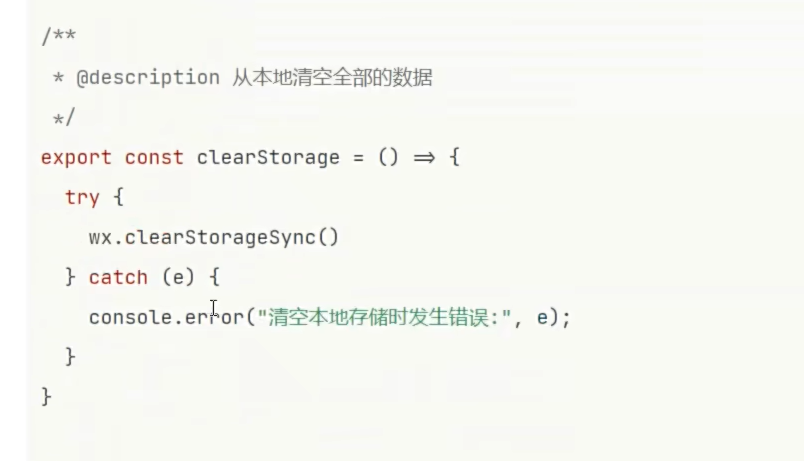 /**
 * @description 从本地清空全部的数据
 */
export const clearStorage = () => {
  try {
    wx.clearStorageSync()
  } catch (e) {
    console.error("清空本地存储时发生错误:", e);
  }
}